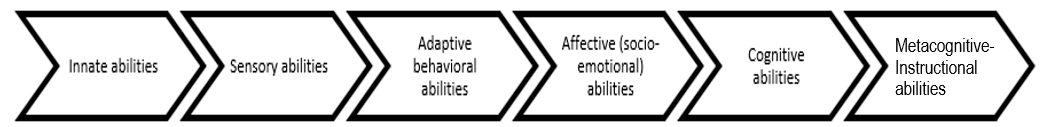 Innate abilities
Sensory abilities
Adaptive
behavioral
abilities
Affective (socio-
emotional)
abilities
Cognitive
abilities
Metacognitive-
Instructional
abilities